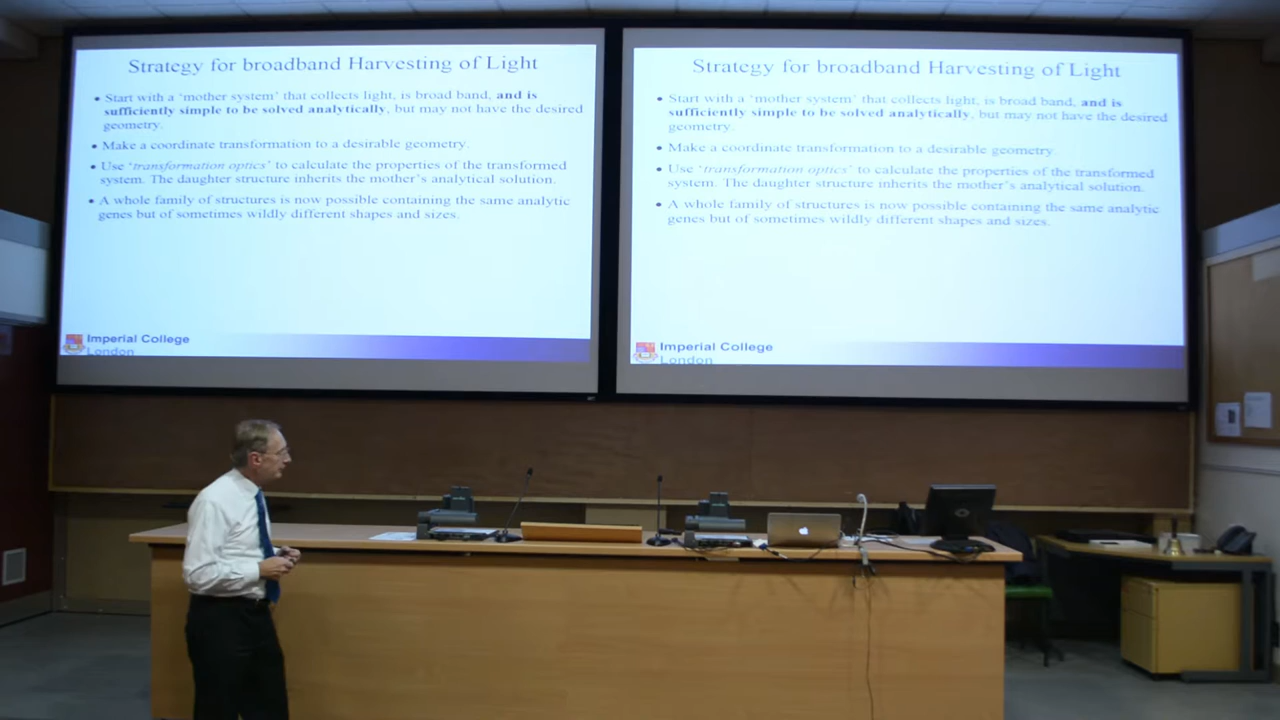 Strategy for broadband Harvesting of Light
• Start with a 'mother system' that collects light, is broad band, and is
sufficiently simple to be solved analytically, but may not have the desired
geometry.
• Make a coordinate transformation to a desirable geometry.
• Use 'transformation optics' to calculate the properties of the transformed
system. The daughter structure inherits the mother's analytical solution.
• A whole family of structures is now possible containing the same analytic
genes but of sometimes wildly different shapes and sizes.
Imperial College
London
Strategy for broadband Harvesting of Light
• Start with a 'mother system' that collects light, is broad band, and is
sufficiently simple to be solved analytically, but may not have the desired
geometry.
• Make a coordinate transformation to a desirable geometry.
• Use 'transformation optics' to calculate the properties of the transformed
system. The daughter structure inherits the mother's analytical solution.
• A whole family of structures is now possible containing the same analytic
genes but of sometimes wildly different shapes and sizes.
Imperial College
London